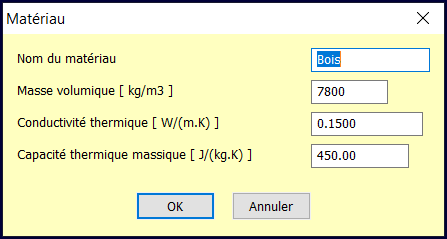 Matériau
Nom du matériau Bois
Masse volumique [ kg/m3 ] 7800
Conductivité thermique [ W/(m.K) ] 0.1500
Capacité thermique massique [ J/(kg.K) ] 450.00
OK Annuler